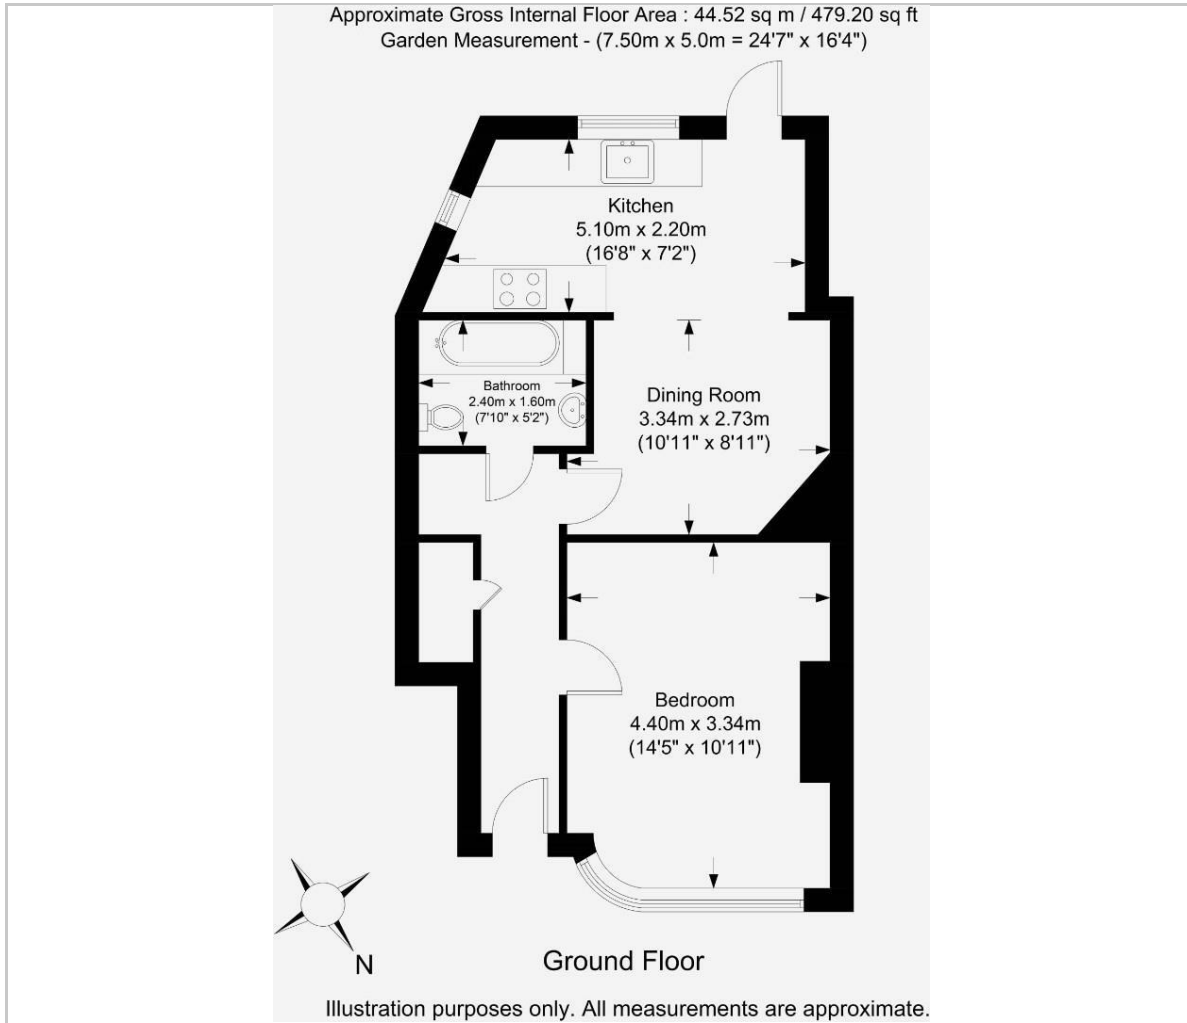 Approximate Gross Internal Floor Area : 44.52 sq m / 479.20 sq ft
Garden Measurement - (7.50m x 5.0m = 24'7" x 16'4")
Kitchen
5.10m x 2.20m
(16'8" x 7'2")
Bathroom
2.40m x 1.60m
(7'10" x 5'2")
Dining Room
3.34m x 2.73m
(10'11" x 8'11")
Bedroom
4.40m x 3.34m
(14'5" x 10'11")
N
Ground Floor
Illustration purposes only. All measurements are approximate.